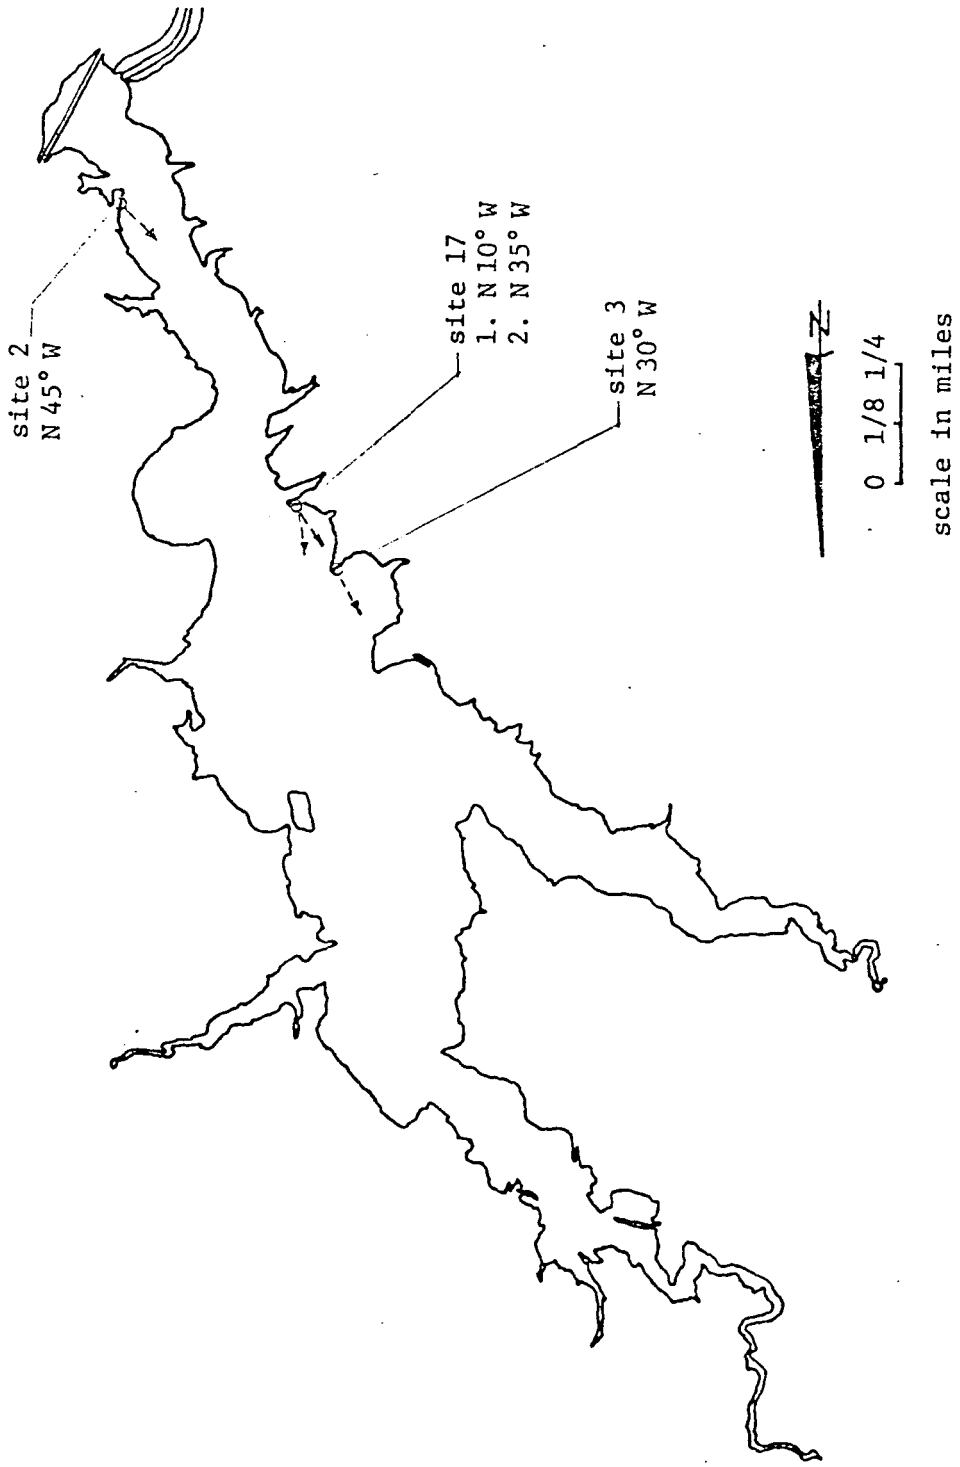 site 2
N 45° W
site 17
1. N 10° W
2. N 35° W
site 3
N 30° W
N
0 1/8 1/4
scale in miles